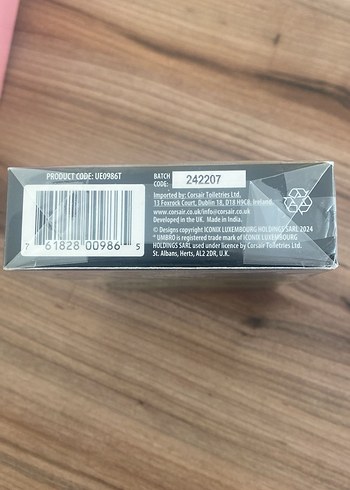 PRODUCT CODE: UE0986T
BATCH CODE: 242207
Imported by: Corsair Toiletries Ltd.
13 Foxrock Court, Dublin 18, D18 H9C6, Ireland.
www.corsair.co.uk/info@corsair.co.uk
Developed in the UK. Made in India.
© Designs copyright ICONIX LUXEMBOURG HOLDINGS SARL 2024
® UMBRO is registered trade mark of ICONIX LUXEMBOURG
HOLDINGS SARL used under licence by Corsair Toiletries Ltd.
St. Albans, Herts, AL2 2DR, U.K.
7 61828 00986 5